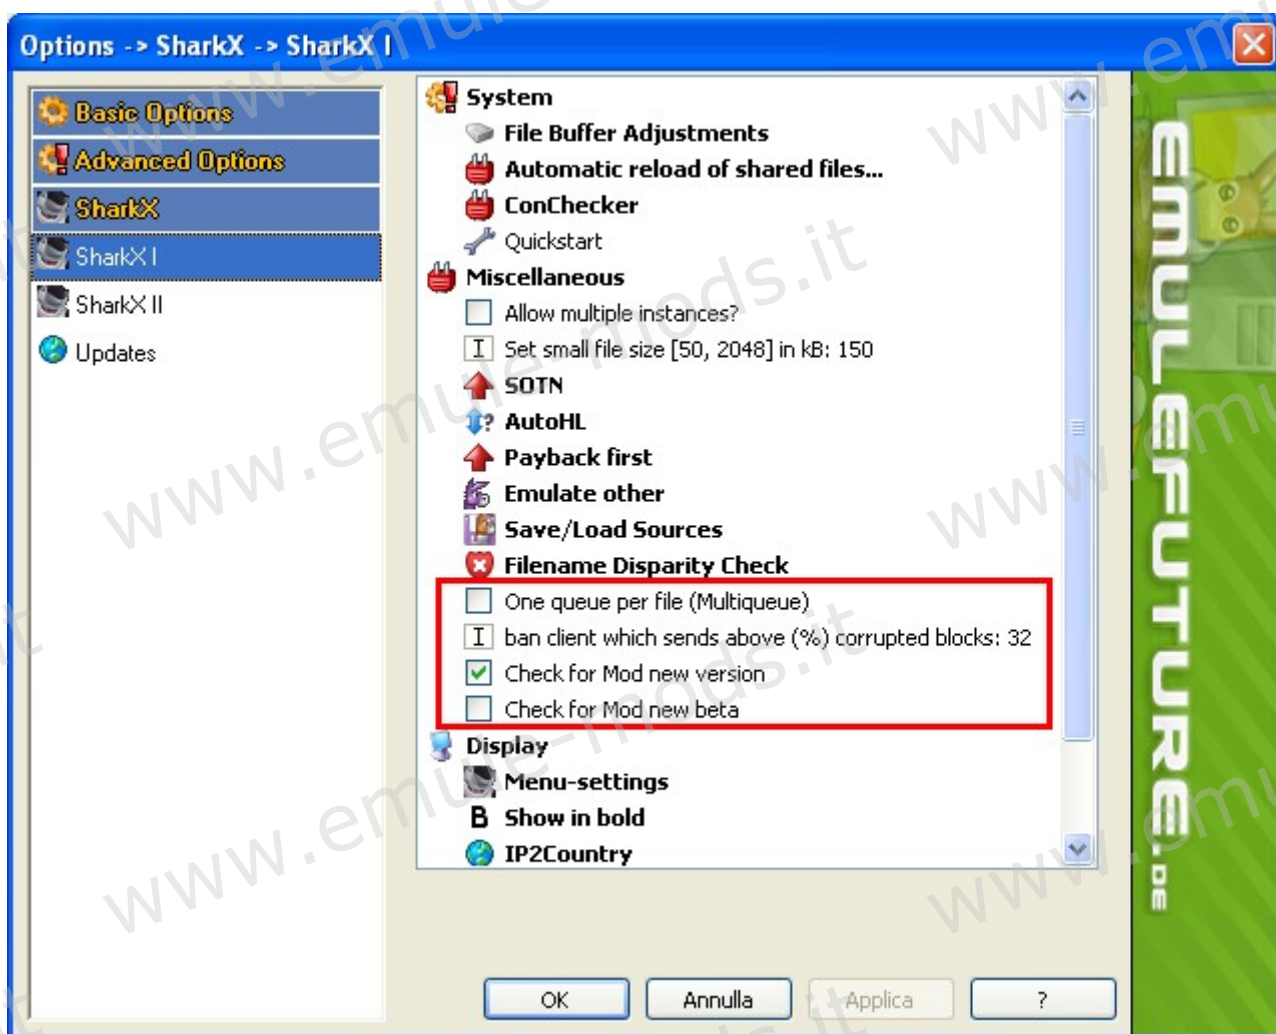 Options -> SharkX -> SharkX I
Basic Options
Advanced Options
SharkX
SharkX I
SharkX II
Updates
System
File Buffer Adjustments
Automatic reload of shared files...
ConChecker
Quickstart
Miscellaneous
Allow multiple instances?
I Set small file size [50, 2048] in kB: 150
SOTN
AutoHL
Payback first
Emulate other
Save/Load Sources
Filename Disparity Check
One queue per file (Multiqueue)
I ban client which sends above (%) corrupted blocks: 32
Check for Mod new version
Check for Mod new beta
Display
Menu-settings
B Show in bold
IP2Country
OK
Annulla
Applica
?
EMULEFUTURE.DE
www.emule-mods.it